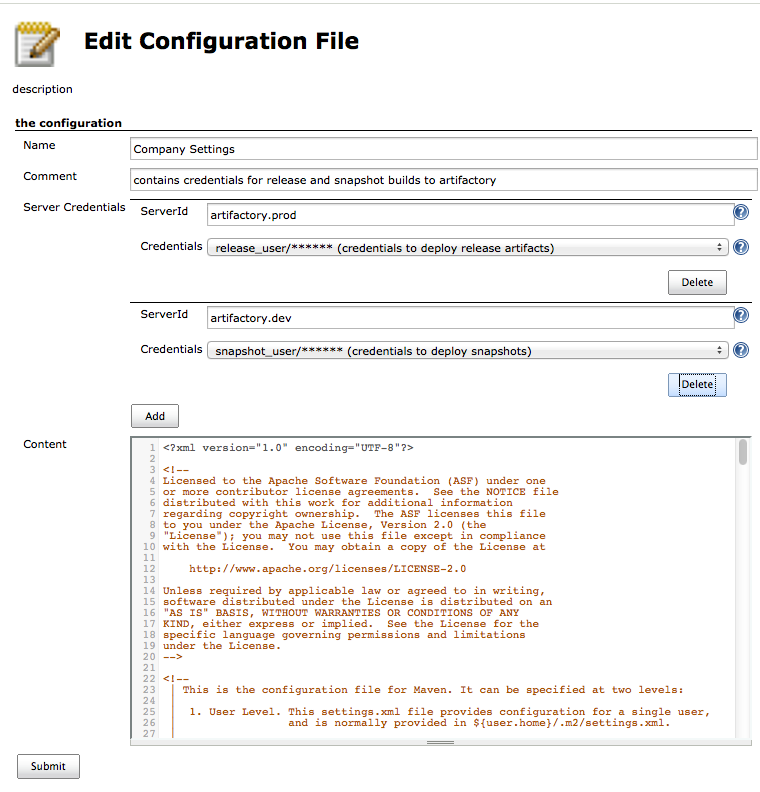 Edit Configuration File
description
the configuration
Name
Company Settings
Comment
contains credentials for release and snapshot builds to artifactory
Server Credentials
ServerId
artifactory.prod
?
Credentials
release_user/****** (credentials to deploy release artifacts)
?
Delete
ServerId
artifactory.dev
?
Credentials
snapshot_user/****** (credentials to deploy snapshots)
?
Delete
Add
Content
1 <?xml version="1.0" encoding="UTF-8"?>
2
3 <!--
4 Licensed to the Apache Software Foundation (ASF) under one
5 or more contributor license agreements.  See the NOTICE file
6 distributed with this work for additional information
7 regarding copyright ownership.  The ASF licenses this file
8 to you under the Apache License, Version 2.0 (the
9 "License"); you may not use this file except in compliance
10 with the License.  You may obtain a copy of the License at
11
12     http://www.apache.org/licenses/LICENSE-2.0
13
14 Unless required by applicable law or agreed to in writing,
15 software distributed under the License is distributed on an
16 "AS IS" BASIS, WITHOUT WARRANTIES OR CONDITIONS OF ANY
17 KIND, either express or implied.  See the License for the
18 specific language governing permissions and limitations
19 under the License.
20 -->
21
22 <!--
23  | This is the configuration file for Maven. It can be specified at two levels:
24  |
25  |  1. User Level. This settings.xml file provides configuration for a single user,
26  |                 and is normally provided in ${user.home}/.m2/settings.xml.
27  |
Submit